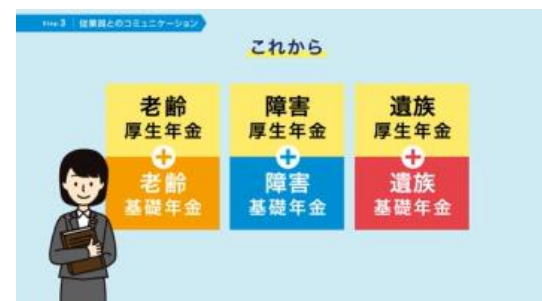 Step 3 従業員とのコミュニケーション
これから
老齢
厚生年金
+
老齢
基礎年金
障害
厚生年金
+
障害
基礎年金
遺族
厚生年金
+
遺族
基礎年金